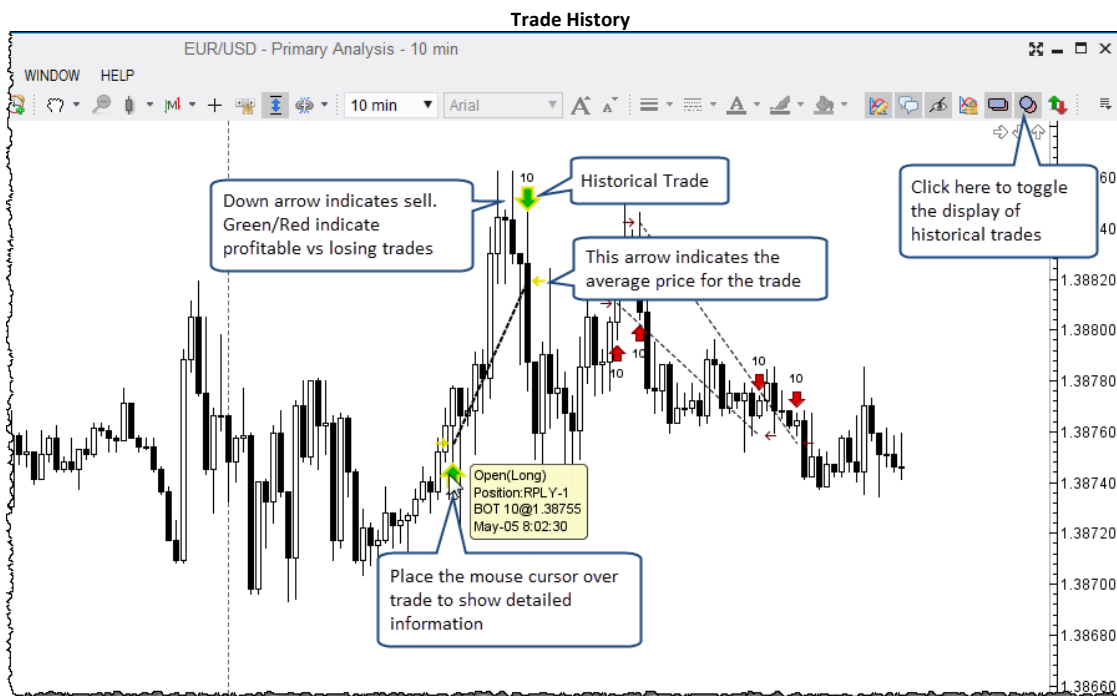 Trade History
EUR/USD - Primary Analysis - 10 min
WINDOW HELP
10 min Arial
10
Historical Trade
Down arrow indicates sell.
Green/Red indicate
profitable vs losing trades
Click here to toggle
the display of
historical trades
This arrow indicates the
average price for the trade
60
40
1.38820
1.38800
1.38780
1.38760
1.38740
1.38720
1.38700
1.38680
1.38660
10
10
10
10
Open(Long)
Position:RPLY-1
BOT 10@1.38755
May-05 8:02:30
Place the mouse cursor over
trade to show detailed
information